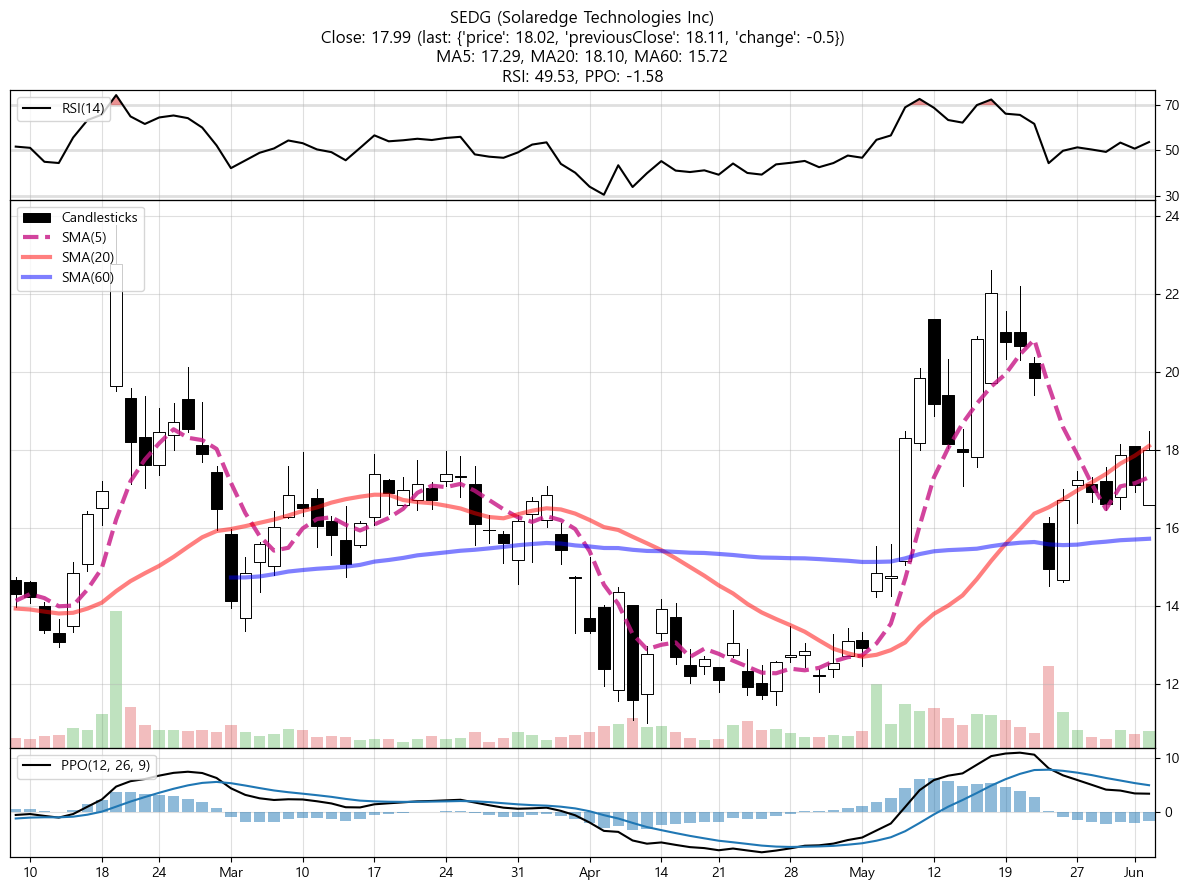 SEDG (Solaredge Technologies Inc)
Close: 17.99 (last: {'price': 18.02, 'previousClose': 18.11, 'change': -0.5})
MA5: 17.29, MA20: 18.10, MA60: 15.72
RSI: 49.53, PPO: -1.58
RSI(14)
70
50
30
Candlesticks
SMA(5)
SMA(20)
SMA(60)
24
22
20
18
16
14
12
PPO(12, 26, 9)
10
0
10 18 24 Mar 10 17 24 31 Apr 14 21 28 May 12 19 27 Jun